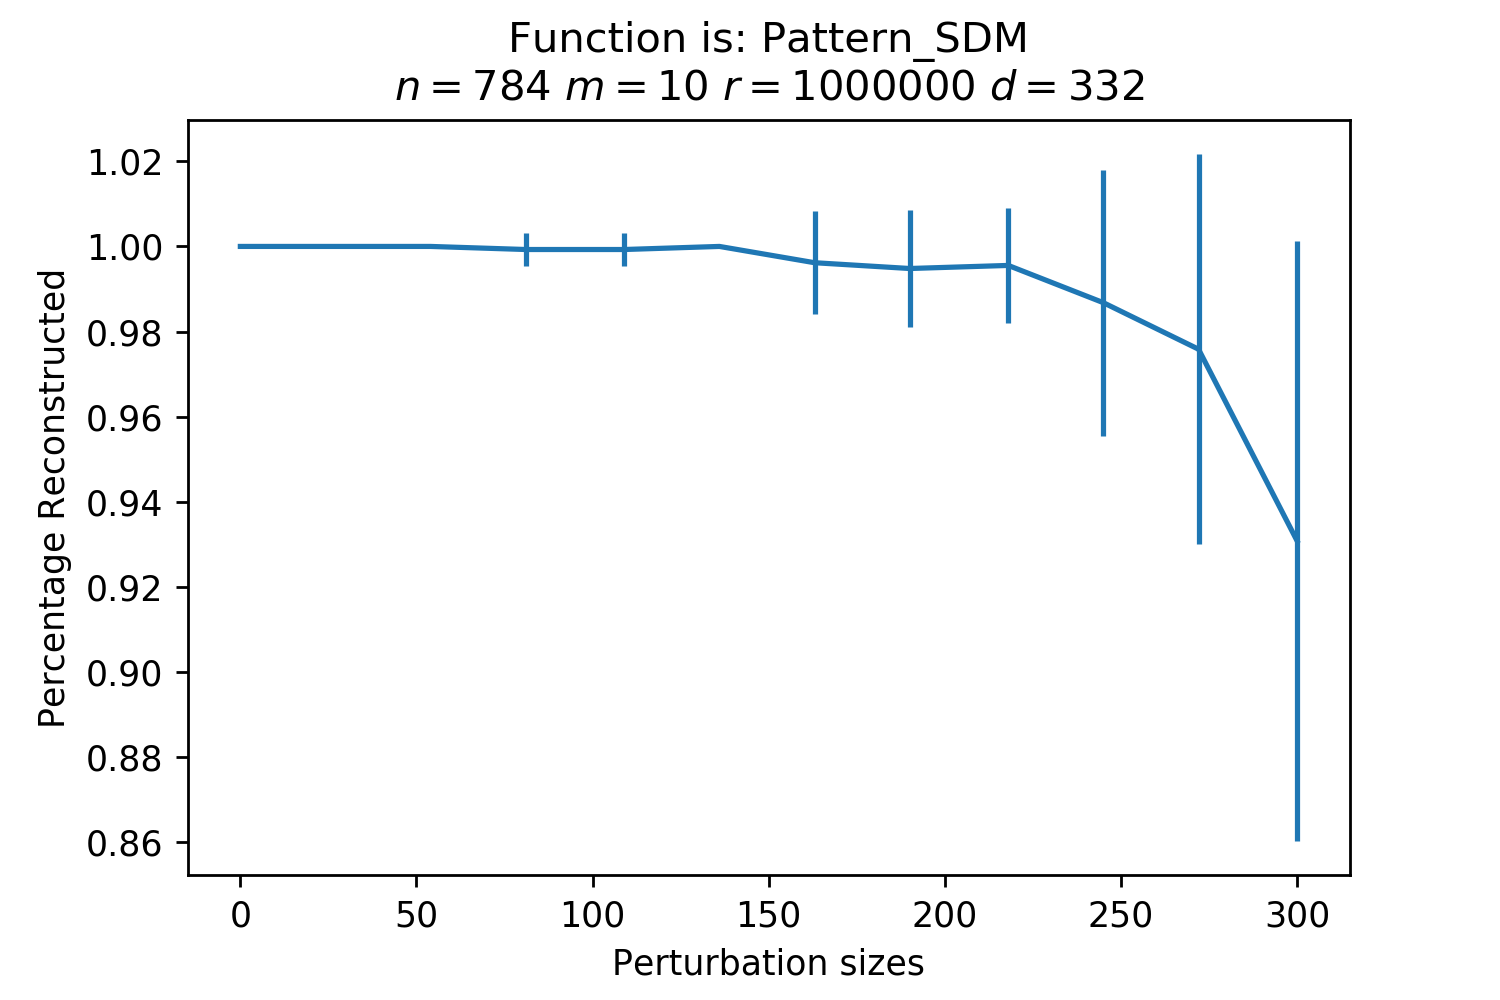 Function is: Pattern_SDM
n = 784 m = 10 r = 1000000 d = 332
1.02
1.00
0.98
0.96
0.94
0.92
0.90
0.88
0.86
Percentage Reconstructed
0 50 100 150 200 250 300
Perturbation sizes